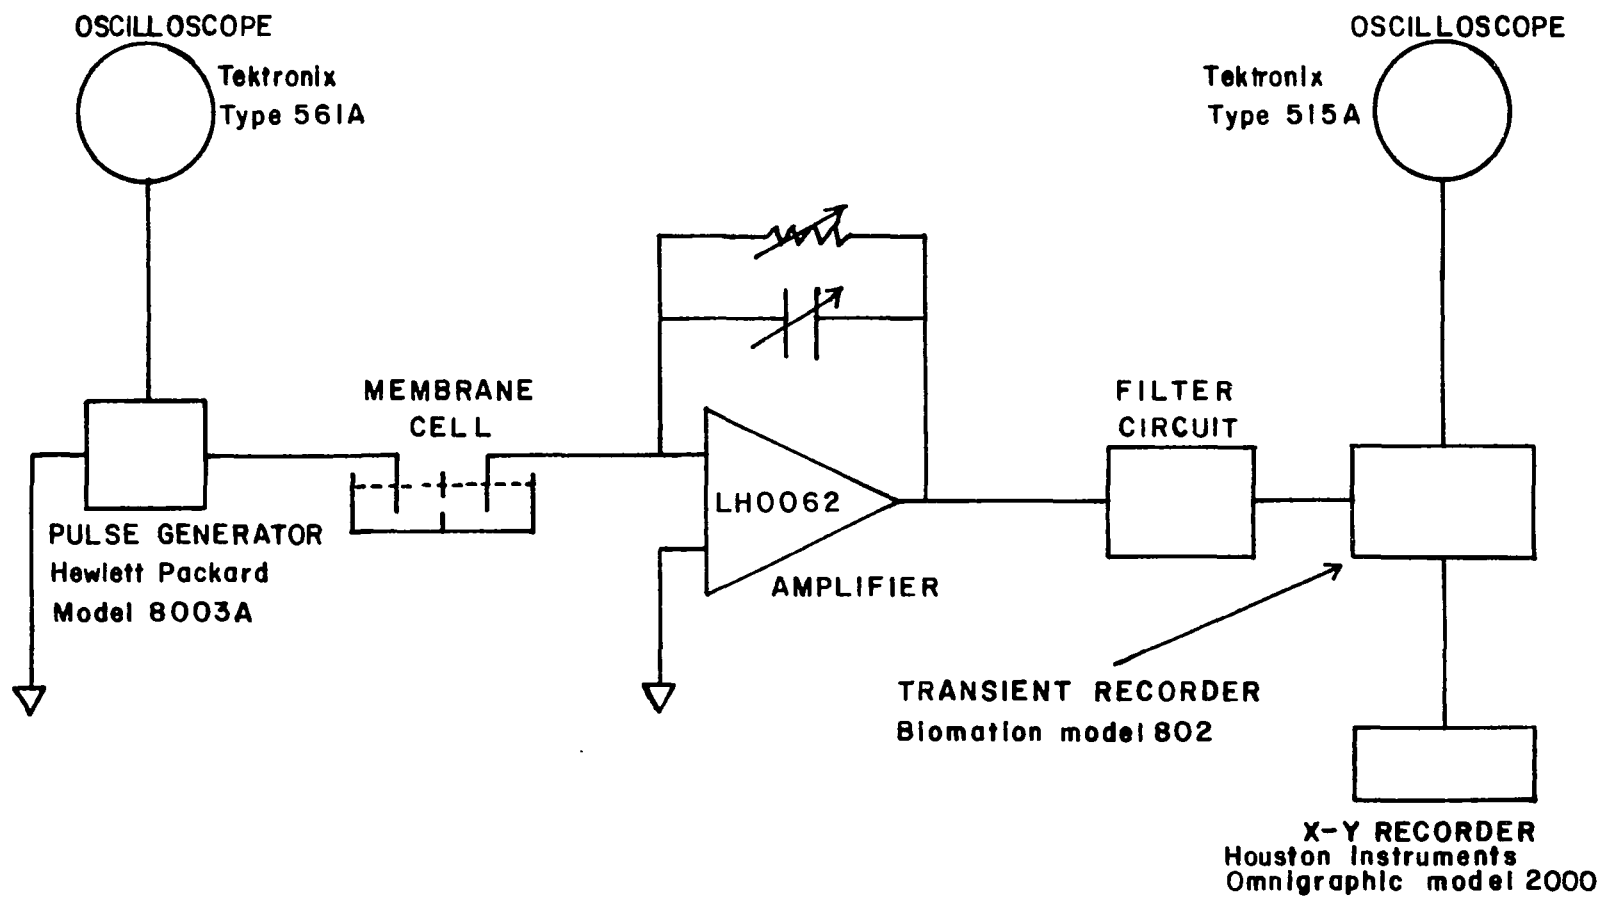 OSCILLOSCOPE
Tektronix
Type 561A
OSCILLOSCOPE
Tektronix
Type 515A
MEMBRANE
CELL
FILTER
CIRCUIT
LH0062
PULSE GENERATOR
Hewlett Packard
Model 8003A
AMPLIFIER
TRANSIENT RECORDER
Biomation model 802
X-Y RECORDER
Houston Instruments
Omnigraphic model 2000